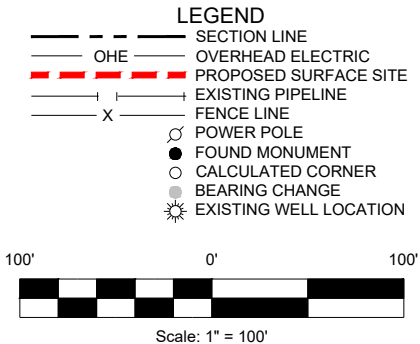 LEGEND
SECTION LINE
OHE OVERHEAD ELECTRIC
PROPOSED SURFACE SITE
EXISTING PIPELINE
X FENCE LINE
POWER POLE
FOUND MONUMENT
CALCULATED CORNER
BEARING CHANGE
EXISTING WELL LOCATION
100' 0' 100'
Scale: 1" = 100'